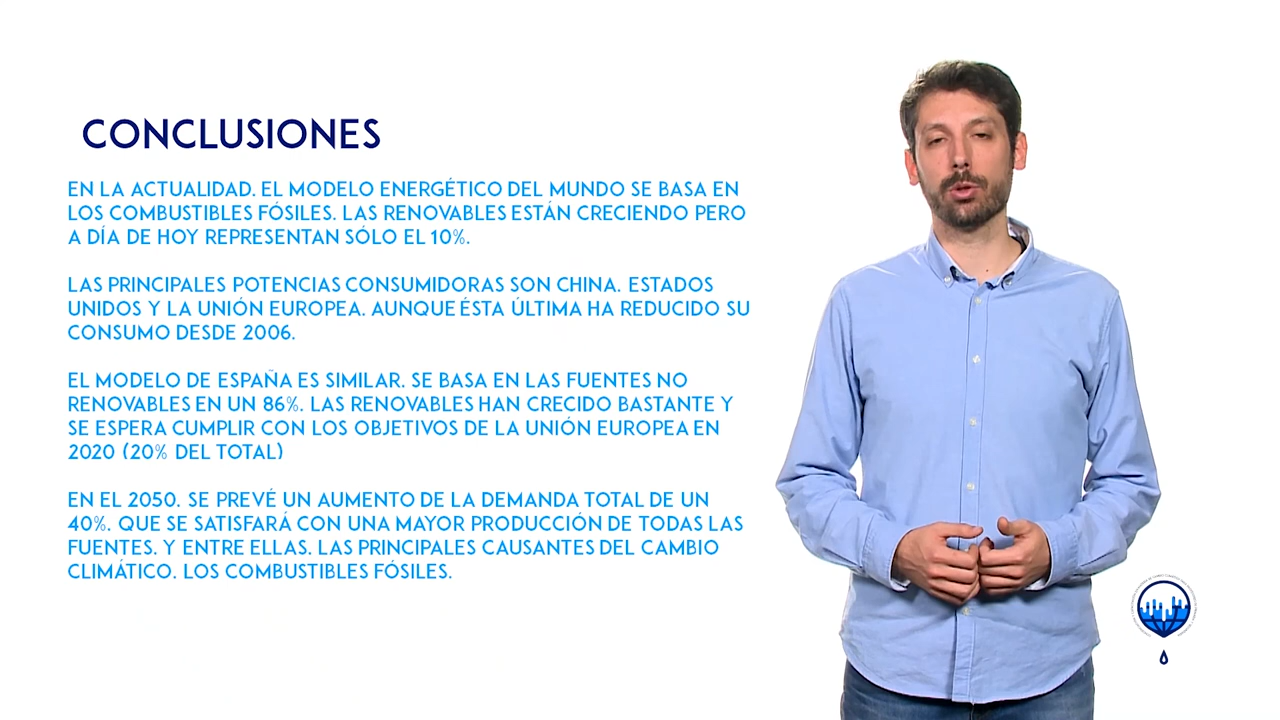 CONCLUSIONES
EN LA ACTUALIDAD. EL MODELO ENERGÉTICO DEL MUNDO SE BASA EN
LOS COMBUSTIBLES FÓSILES. LAS RENOVABLES ESTÁN CRECIENDO PERO
A DÍA DE HOY REPRESENTAN SÓLO EL 10%.
LAS PRINCIPALES POTENCIAS CONSUMIDORAS SON CHINA. ESTADOS
UNIDOS Y LA UNIÓN EUROPEA. AUNQUE ÉSTA ÚLTIMA HA REDUCIDO SU
CONSUMO DESDE 2006.
EL MODELO DE ESPAÑA ES SIMILAR. SE BASA EN LAS FUENTES NO
RENOVABLES EN UN 86%. LAS RENOVABLES HAN CRECIDO BASTANTE Y
SE ESPERA CUMPLIR CON LOS OBJETIVOS DE LA UNIÓN EUROPEA EN
2020 (20% DEL TOTAL)
EN EL 2050. SE PREVÉ UN AUMENTO DE LA DEMANDA TOTAL DE UN
40%. QUE SE SATISFARÁ CON UNA MAYOR PRODUCCIÓN DE TODAS LAS
FUENTES. Y ENTRE ELLAS. LAS PRINCIPALES CAUSANTES DEL CAMBIO
CLIMÁTICO. LOS COMBUSTIBLES FÓSILES.